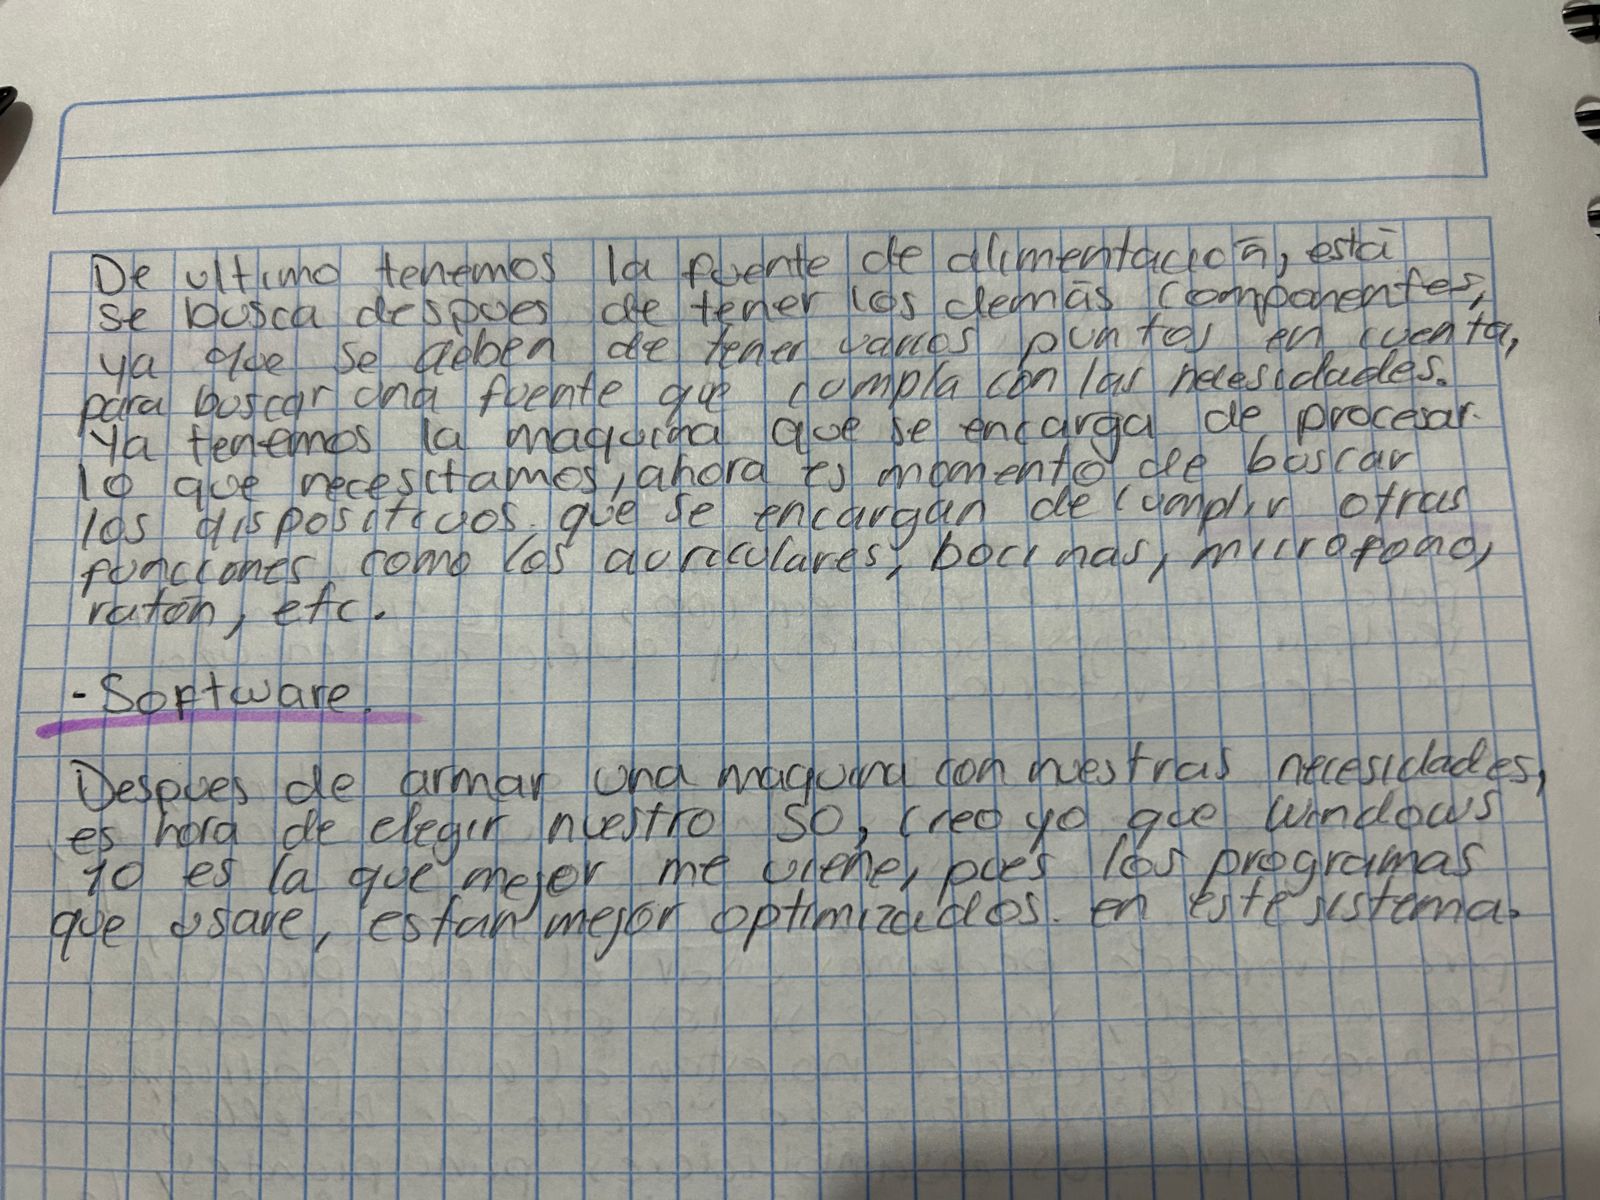 De ultimo tenemos la fuente de alimentación, está
se busca despues de tener los demás componentes,
ya que se deben de tener varios puntos en cuenta,
para buscar una fuente que cumpla con las necesidades.
Ya tenemos la maquina que se encarga de procesar
lo que necesitamos, ahora es momento de buscar
los dispositivos que se encargan de cumplir otras
funciones como los auriculares, bocinas, microfono,
ratón, etc.
- Software.
Despues de armar una maquina con nuestras necesidades,
es hora de elegir nuestro SO, creo yo que windows
10 es la que mejor me viene, pues los programas
que usare, estan mejor optimizados en este sistema.